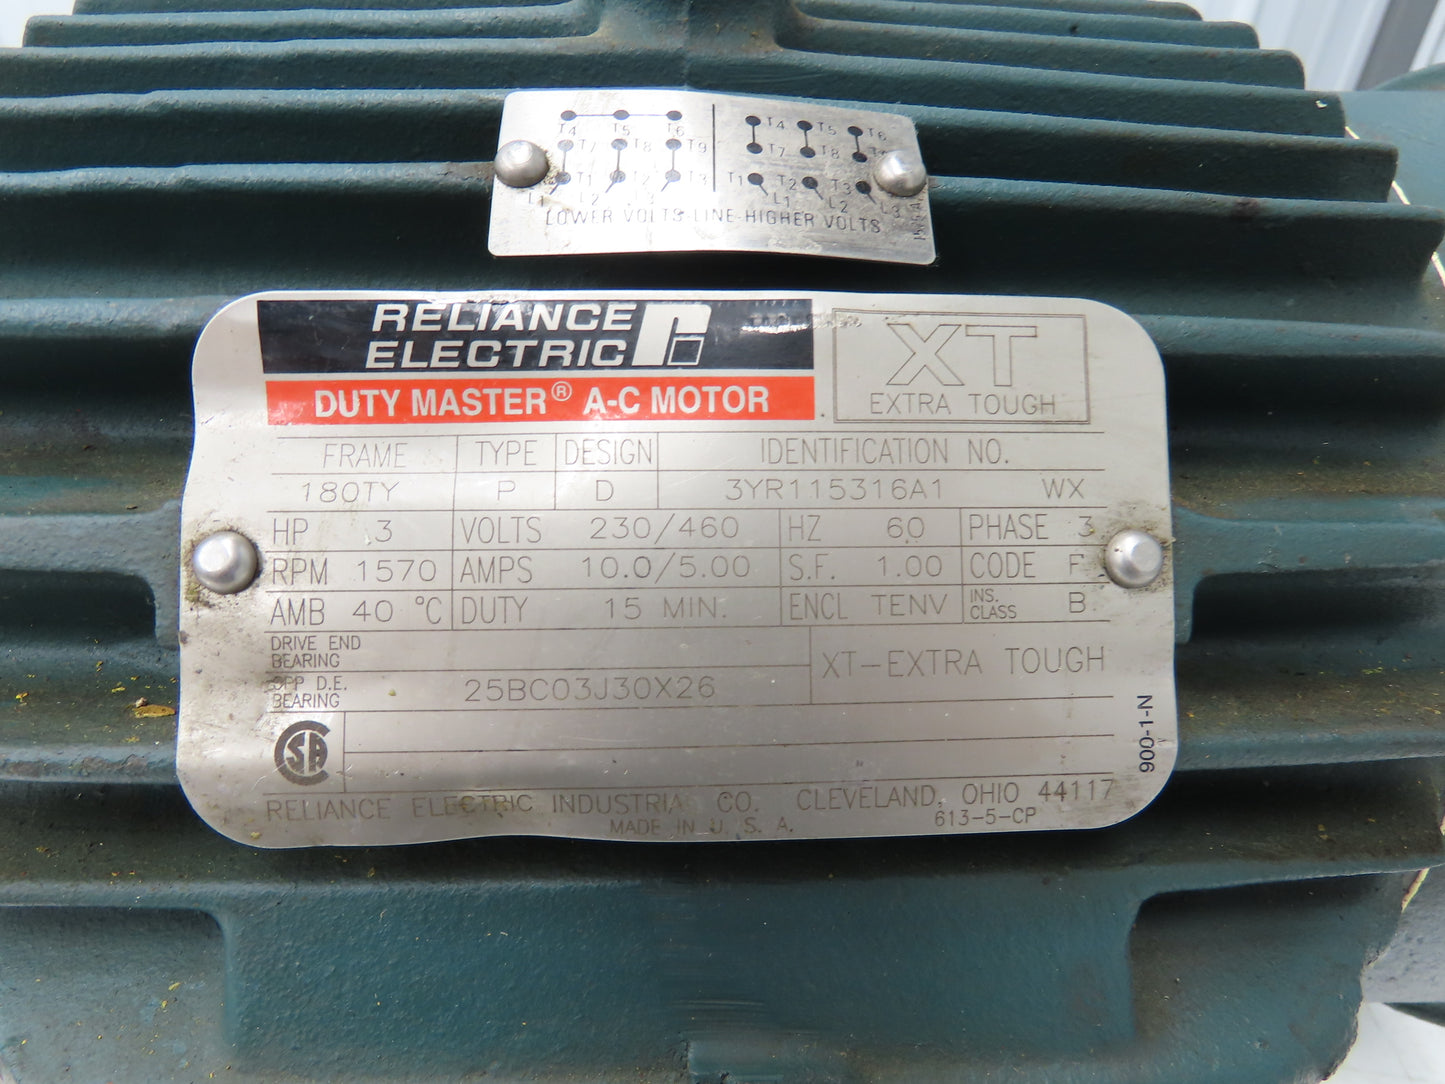 T4 T5 T6 T4 T5 T6
T7 T8 T9 T7 T8
T1 T2 T3 T1 T2 T3
L1 L2 L3 L1 L2 L3
LOWER VOLTS-LINE-HIGHER VOLTS
RELIANCE
ELECTRIC
DUTY MASTER® A-C MOTOR
XT
EXTRA TOUGH
FRAME TYPE DESIGN IDENTIFICATION NO.
180TY P D 3YR115316A1 WX
HP 3 VOLTS 230/460 HZ 60 PHASE 3
RPM 1570 AMPS 10.0/5.00 S.F. 1.00 CODE F
AMB 40 °C DUTY 15 MIN. ENCL TENV INS. CLASS B
DRIVE END
BEARING
XT-EXTRA TOUGH
OPP D.E.
BEARING 25BC03J30X26
SA
900-1-N
RELIANCE ELECTRIC INDUSTRIAL CO. CLEVELAND, OHIO 44117
MADE IN U. S. A. 613-5-CP